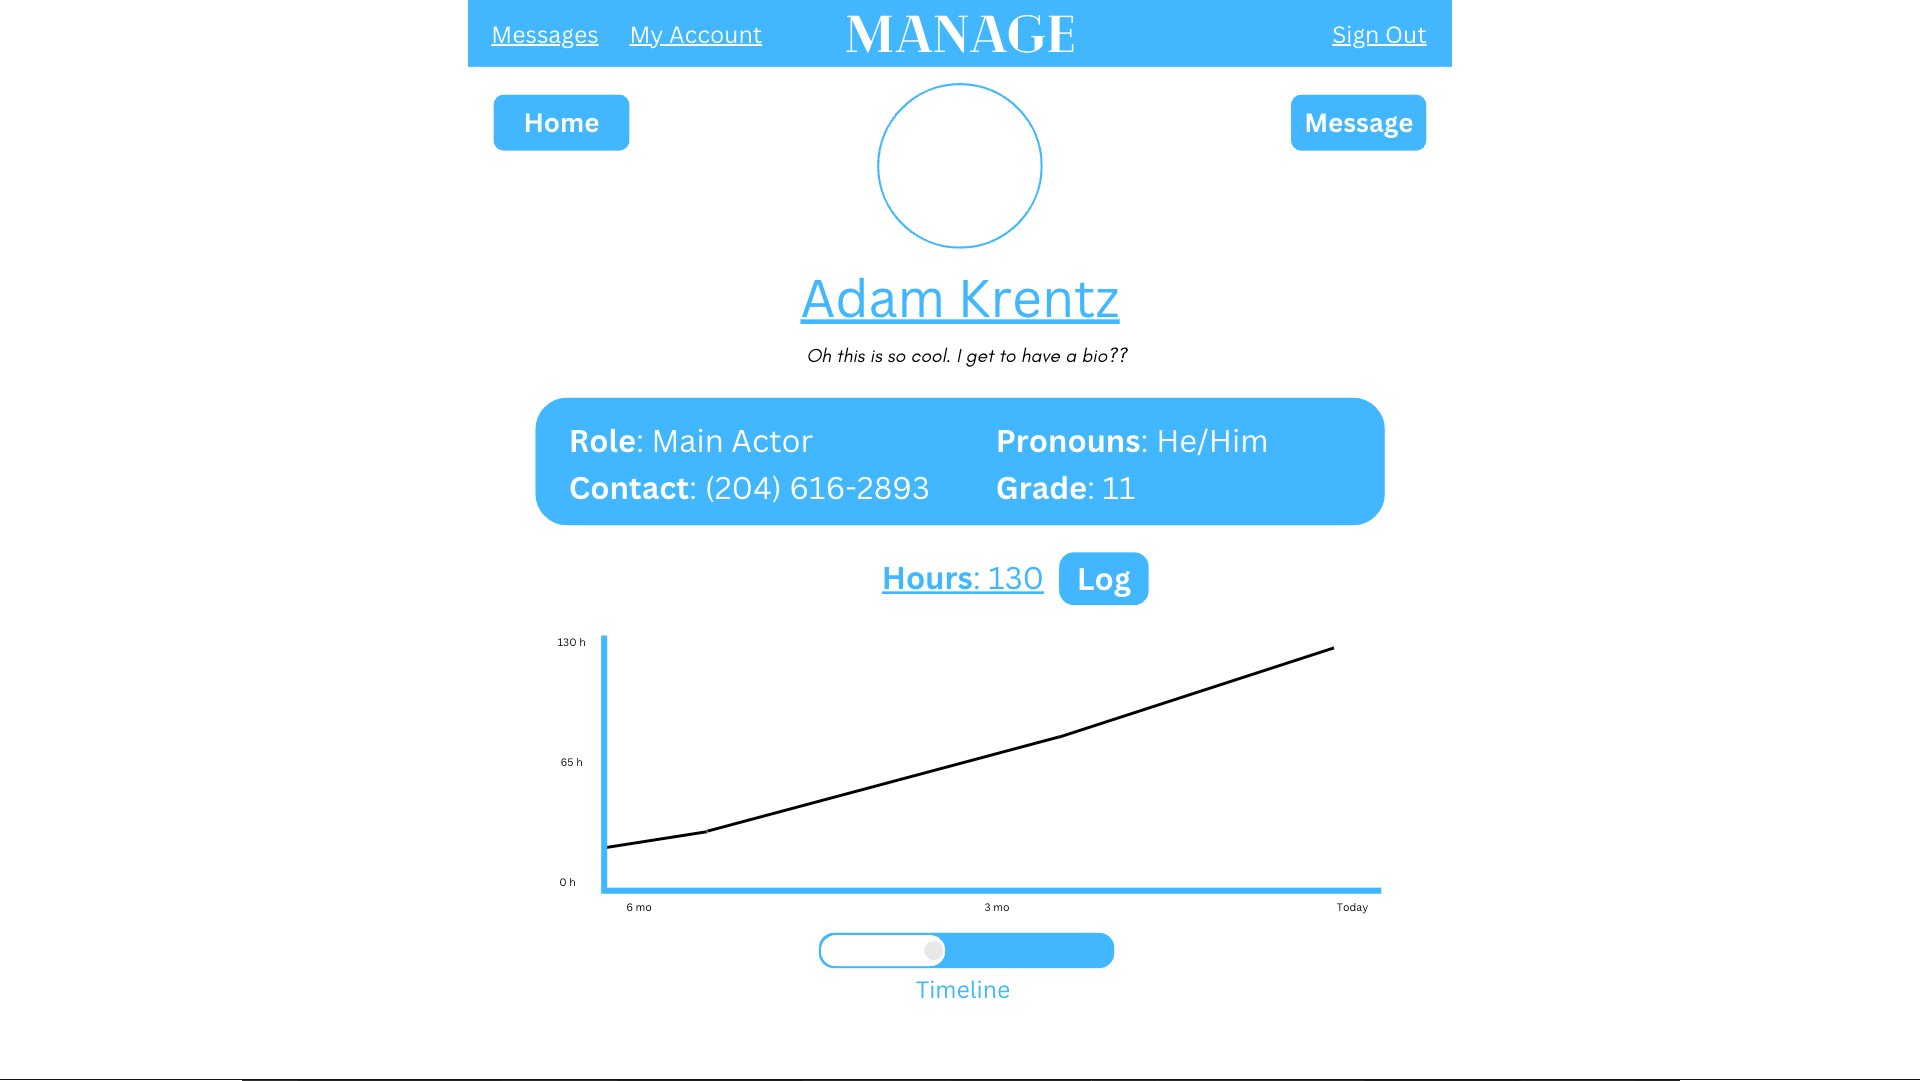 Messages My Account MANAGE Sign Out
Home Message
Adam Krentz
Oh this is so cool. I get to have a bio??
Role: Main Actor Pronouns: He/Him
Contact: (204) 616-2893 Grade: 11
Hours: 130 Log
130 h
65 h
0 h
6 mo 3 mo Today
Timeline